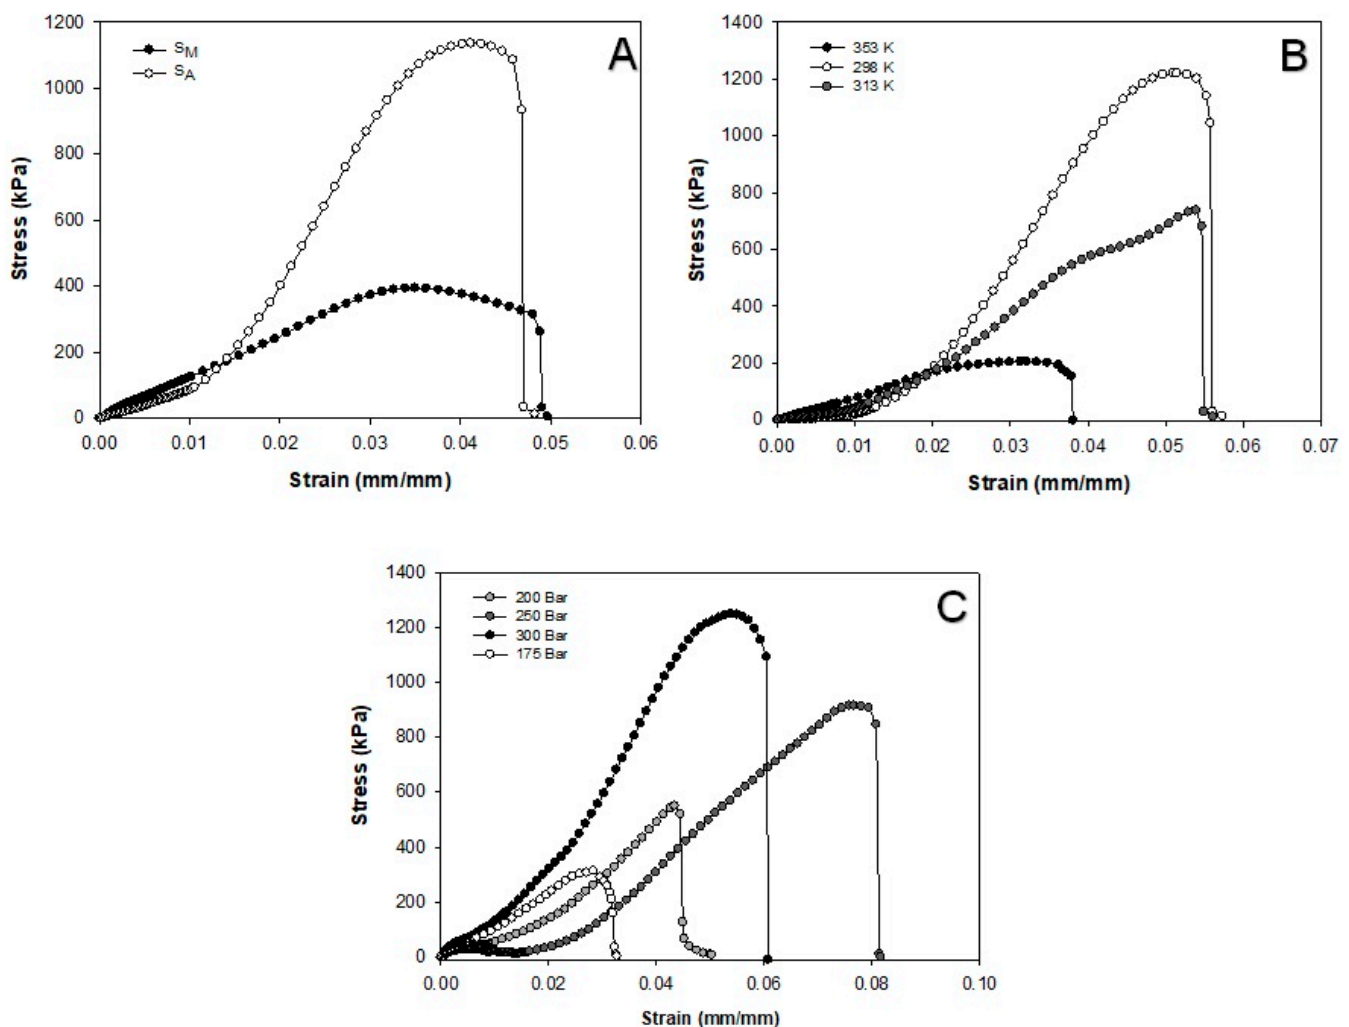 A
1200
1000
800
600
400
200
0
Stress (kPa)
S_M
S_A
0.00 0.01 0.02 0.03 0.04 0.05 0.06
Strain (mm/mm)
B
1400
1200
1000
800
600
400
200
0
Stress (kPa)
353 K
298 K
313 K
0.00 0.01 0.02 0.03 0.04 0.05 0.06 0.07
Strain (mm/mm)
C
1400
1200
1000
800
600
400
200
0
Stress (kPa)
200 Bar
250 Bar
300 Bar
175 Bar
0.00 0.02 0.04 0.06 0.08 0.10
Strain (mm/mm)